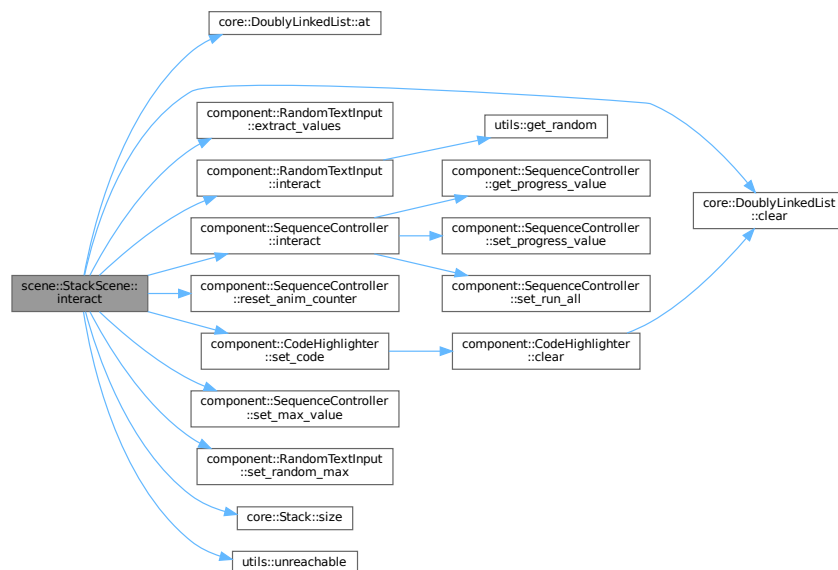 core::DoublyLinkedList::at
component::RandomTextInput
::extract_values
utils::get_random
component::RandomTextInput
::interact
component::SequenceController
::get_progress_value
core::DoublyLinkedList
::clear
component::SequenceController
::interact
component::SequenceController
::set_progress_value
scene::StackScene::
interact
component::SequenceController
::reset_anim_counter
component::SequenceController
::set_run_all
component::CodeHighlighter
::set_code
component::CodeHighlighter
::clear
component::SequenceController
::set_max_value
component::RandomTextInput
::set_random_max
core::Stack::size
utils::unreachable